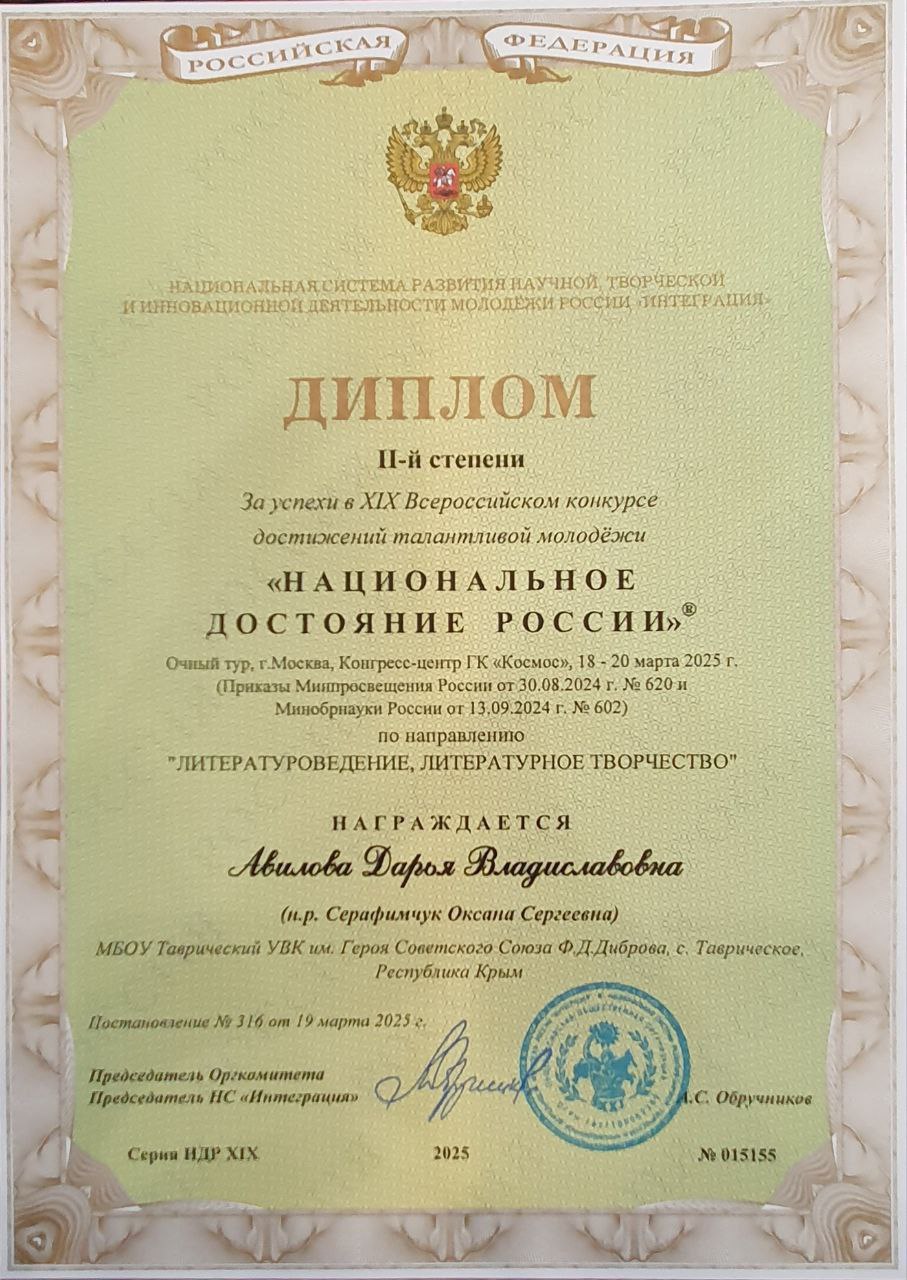 РОССИЙСКАЯ ФЕДЕРАЦИЯ
НАЦИОНАЛЬНАЯ СИСТЕМА РАЗВИТИЯ НАУЧНОЙ, ТВОРЧЕСКОЙ
И ИННОВАЦИОННОЙ ДЕЯТЕЛЬНОСТИ МОЛОДЁЖИ РОССИИ «ИНТЕГРАЦИЯ»
ДИПЛОМ
II-й степени
За успехи в XIX Всероссийском конкурсе
достижений талантливой молодёжи
«НАЦИОНАЛЬНОЕ
ДОСТОЯНИЕ РОССИИ»®
Очный тур, г.Москва, Конгресс-центр ГК «Космос», 18 - 20 марта 2025 г.
(Приказы Минпросвещения России от 30.08.2024 г. № 620 и
Минобрнауки России от 13.09.2024 г. № 602)
по направлению
"ЛИТЕРАТУРОВЕДЕНИЕ, ЛИТЕРАТУРНОЕ ТВОРЧЕСТВО"
НАГРАЖДАЕТСЯ
Авилова Дарья Владиславовна
(н.р. Серафимчук Оксана Сергеевна)
МБОУ Таврический УВК им. Героя Советского Союза Ф.Д.Диброва, с. Таврическое,
Республика Крым
Постановление № 316 от 19 марта 2025 г.
Председатель Оргкомитета
Председатель НС «Интеграция» А.С. Обручников
Серия НДР XIX 2025 № 015155